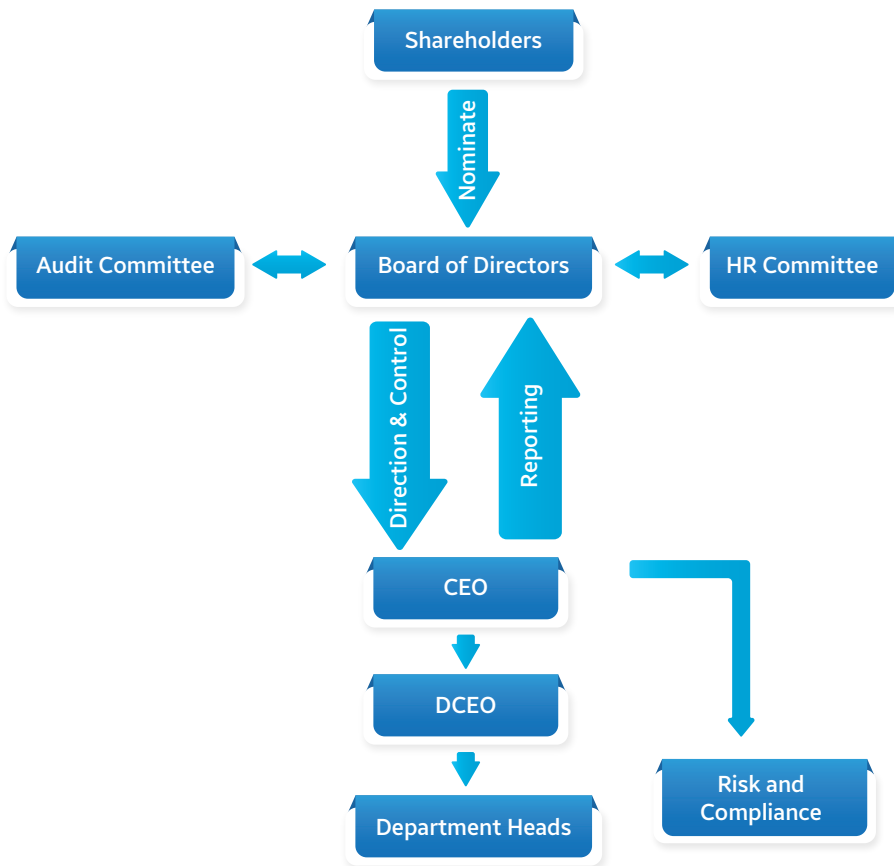 Shareholders
Nominate
Audit Committee
Board of Directors
HR Committee
Direction & Control
Reporting
CEO
DCEO
Risk and
Compliance
Department Heads